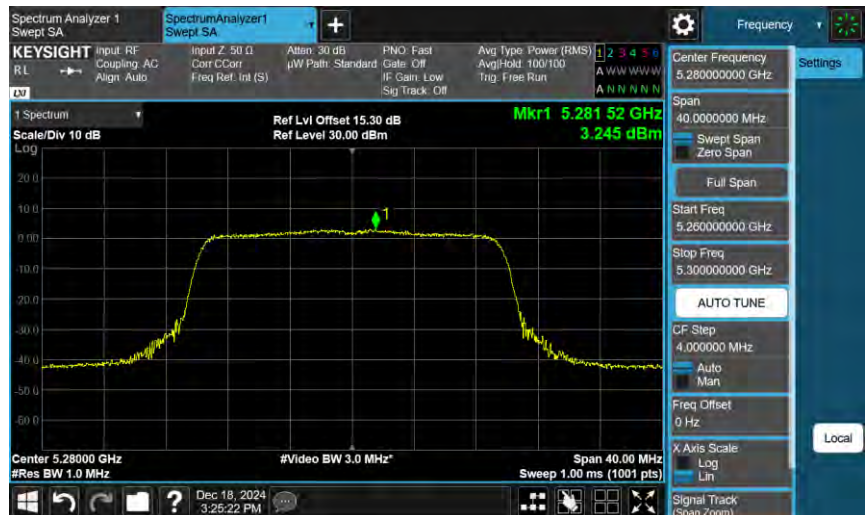 Spectrum Analyzer 1
Swept SA
SpectrumAnalyzer1
Swept SA
Frequency
KEYSIGHT
RL
LXI
Input: RF
Coupling: AC
Align: Auto
Input Z: 50 Ω
Corr CCorr
Freq Ref: Int (S)
Atten: 30 dB
µW Path: Standard
PNO: Fast
Gate: Off
IF Gain: Low
Sig Track: Off
Avg Type: Power (RMS)
Avg|Hold: 100/100
Trig: Free Run
1 2 3 4 5 6
A W W W W W
A N N N N N
1 Spectrum
Scale/Div 10 dB
Ref Lvl Offset 15.30 dB
Ref Level 30.00 dBm
Mkr1 5.281 52 GHz
3.245 dBm
Log
20.0
10.0
0.00
-10.0
-20.0
-30.0
-40.0
-50.0
-60.0
1
Center 5.28000 GHz
#Res BW 1.0 MHz
#Video BW 3.0 MHz*
Span 40.00 MHz
Sweep 1.00 ms (1001 pts)
Dec 18, 2024
3:25:22 PM
Settings
Center Frequency
5.280000000 GHz
Span
40.0000000 MHz
Swept Span
Zero Span
Full Span
Start Freq
5.260000000 GHz
Stop Freq
5.300000000 GHz
AUTO TUNE
CF Step
4.000000 MHz
Auto
Man
Freq Offset
0 Hz
Local
X Axis Scale
Log
Lin
Signal Track
(Span Zoom)